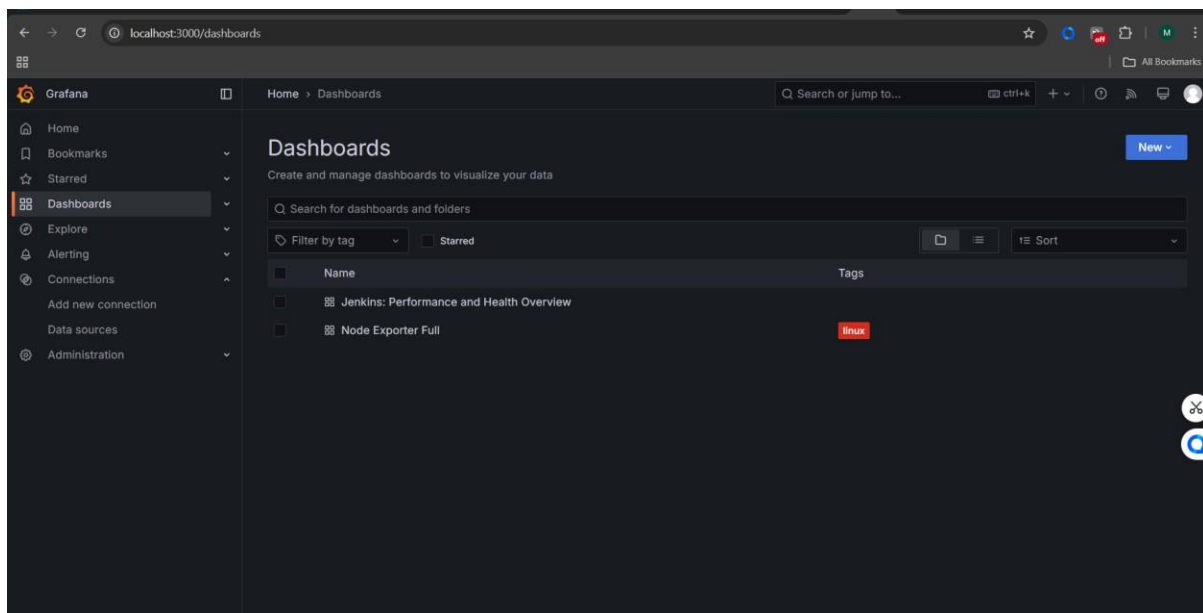 localhost:3000/dashboards
off
M
All Bookmarks
Grafana
Home › Dashboards
Search or jump to...
ctrl+k
Home
Bookmarks
Starred
Dashboards
Explore
Alerting
Connections
Add new connection
Data sources
Administration
Dashboards
New
Create and manage dashboards to visualize your data
Search for dashboards and folders
Filter by tag
Starred
Sort
Name Tags
Jenkins: Performance and Health Overview
Node Exporter Full linux